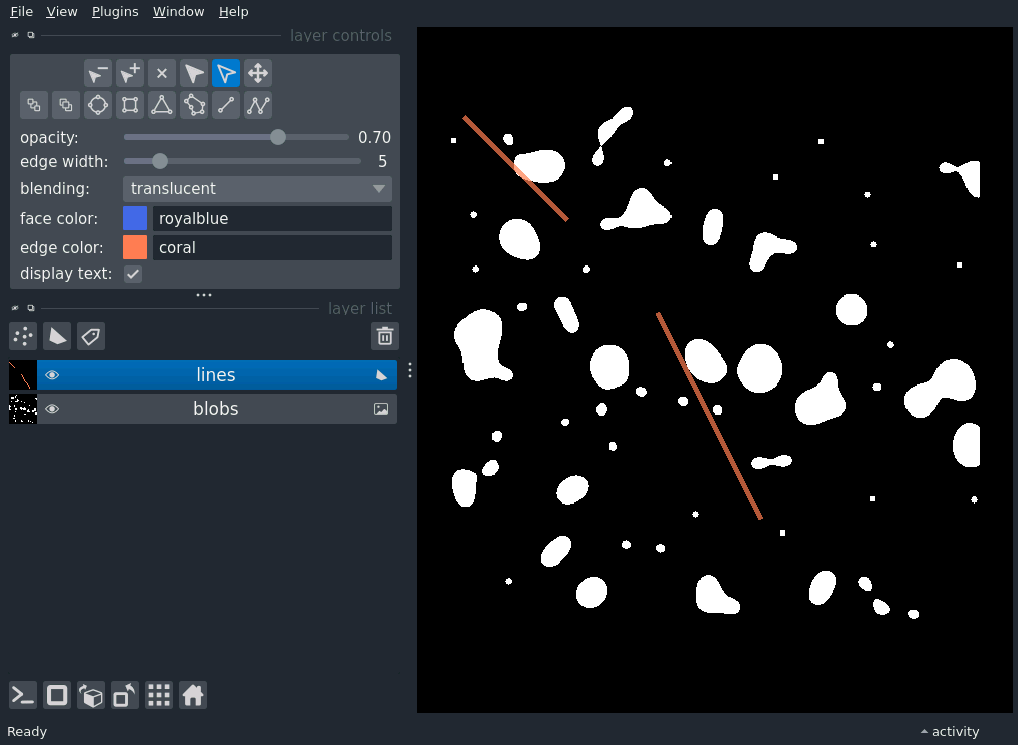 File View Plugins Window Help
layer controls
opacity: 0.70
edge width: 5
blending: translucent
face color: royalblue
edge color: coral
display text:
layer list
lines
blobs
Ready activity